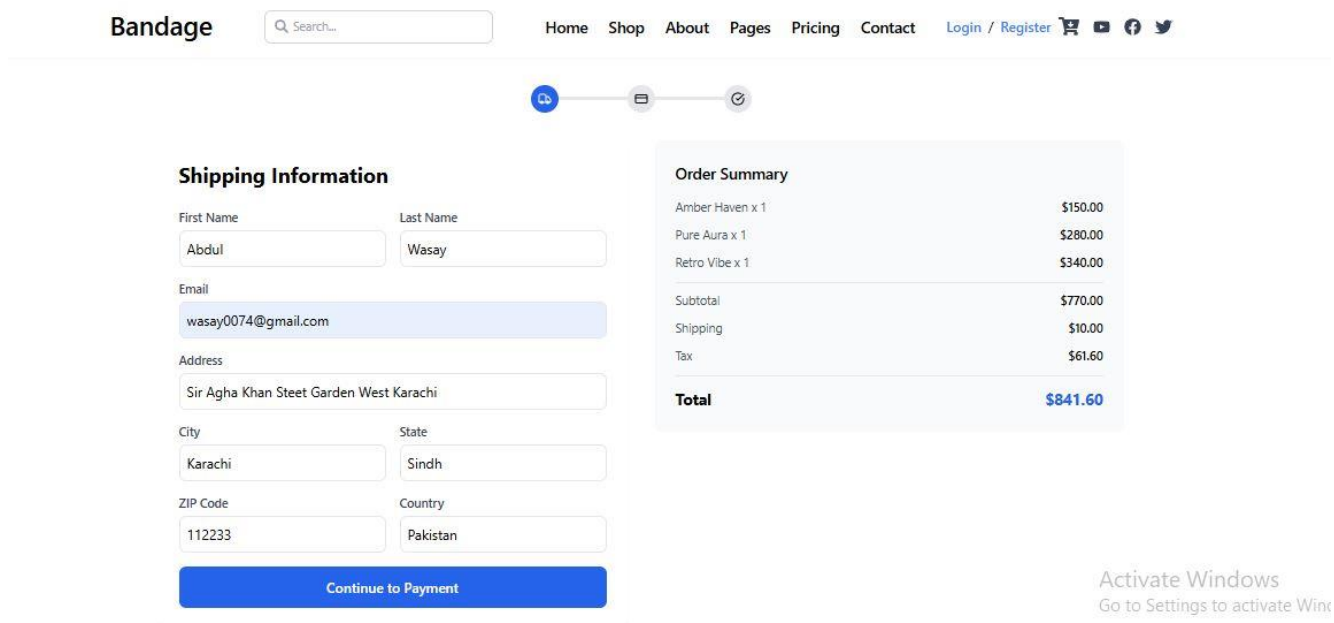 Bandage Search... Home Shop About Pages Pricing Contact Login / Register
Shipping Information
First Name Last Name
Abdul Wasay
Email
wasay0074@gmail.com
Address
Sir Agha Khan Steet Garden West Karachi
City State
Karachi Sindh
ZIP Code Country
112233 Pakistan
Continue to Payment
Order Summary
Amber Haven x 1 $150.00
Pure Aura x 1 $280.00
Retro Vibe x 1 $340.00
Subtotal $770.00
Shipping $10.00
Tax $61.60
Total $841.60
Activate Windows
Go to Settings to activate